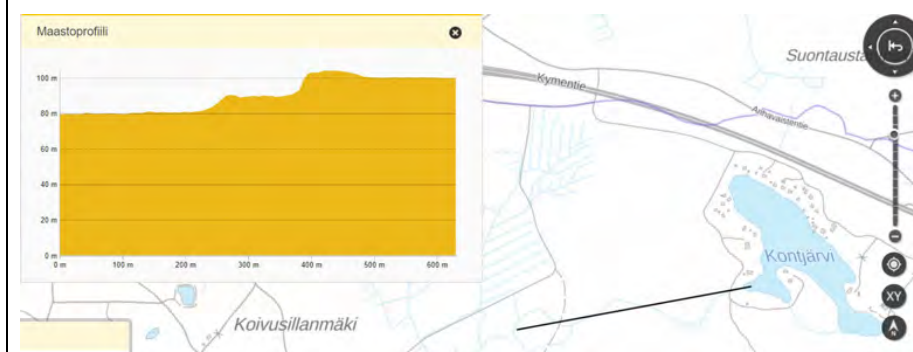 Maastoprofiili
100 m
80 m
60 m
40 m
20 m
0 m
0 m 100 m 200 m 300 m 400 m 500 m 600 m
Suontausta
Kymentie
Annavaistentie
Kontjärvi
Koivusillanmäki
XY
N